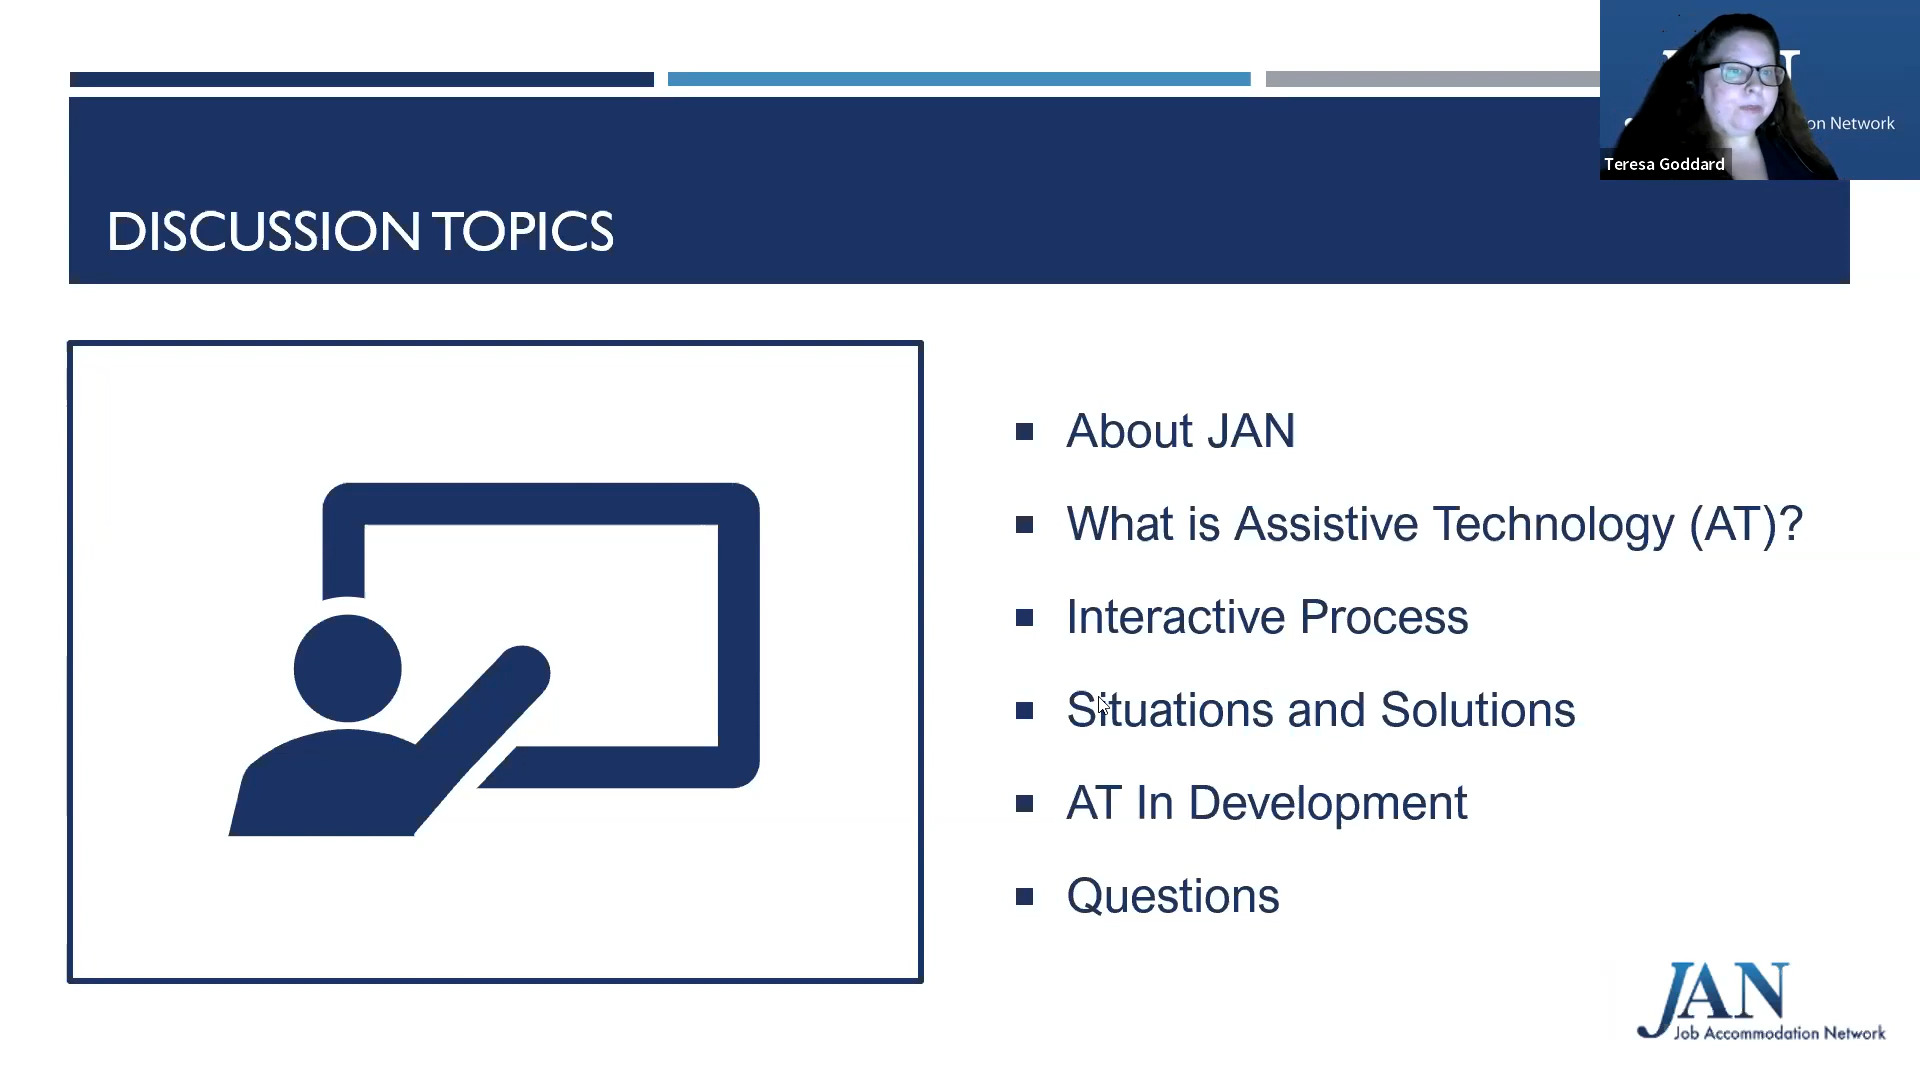 on Network
Teresa Goddard
DISCUSSION TOPICS
About JAN
What is Assistive Technology (AT)?
Interactive Process
Situations and Solutions
AT In Development
Questions
JAN
Job Accommodation Network